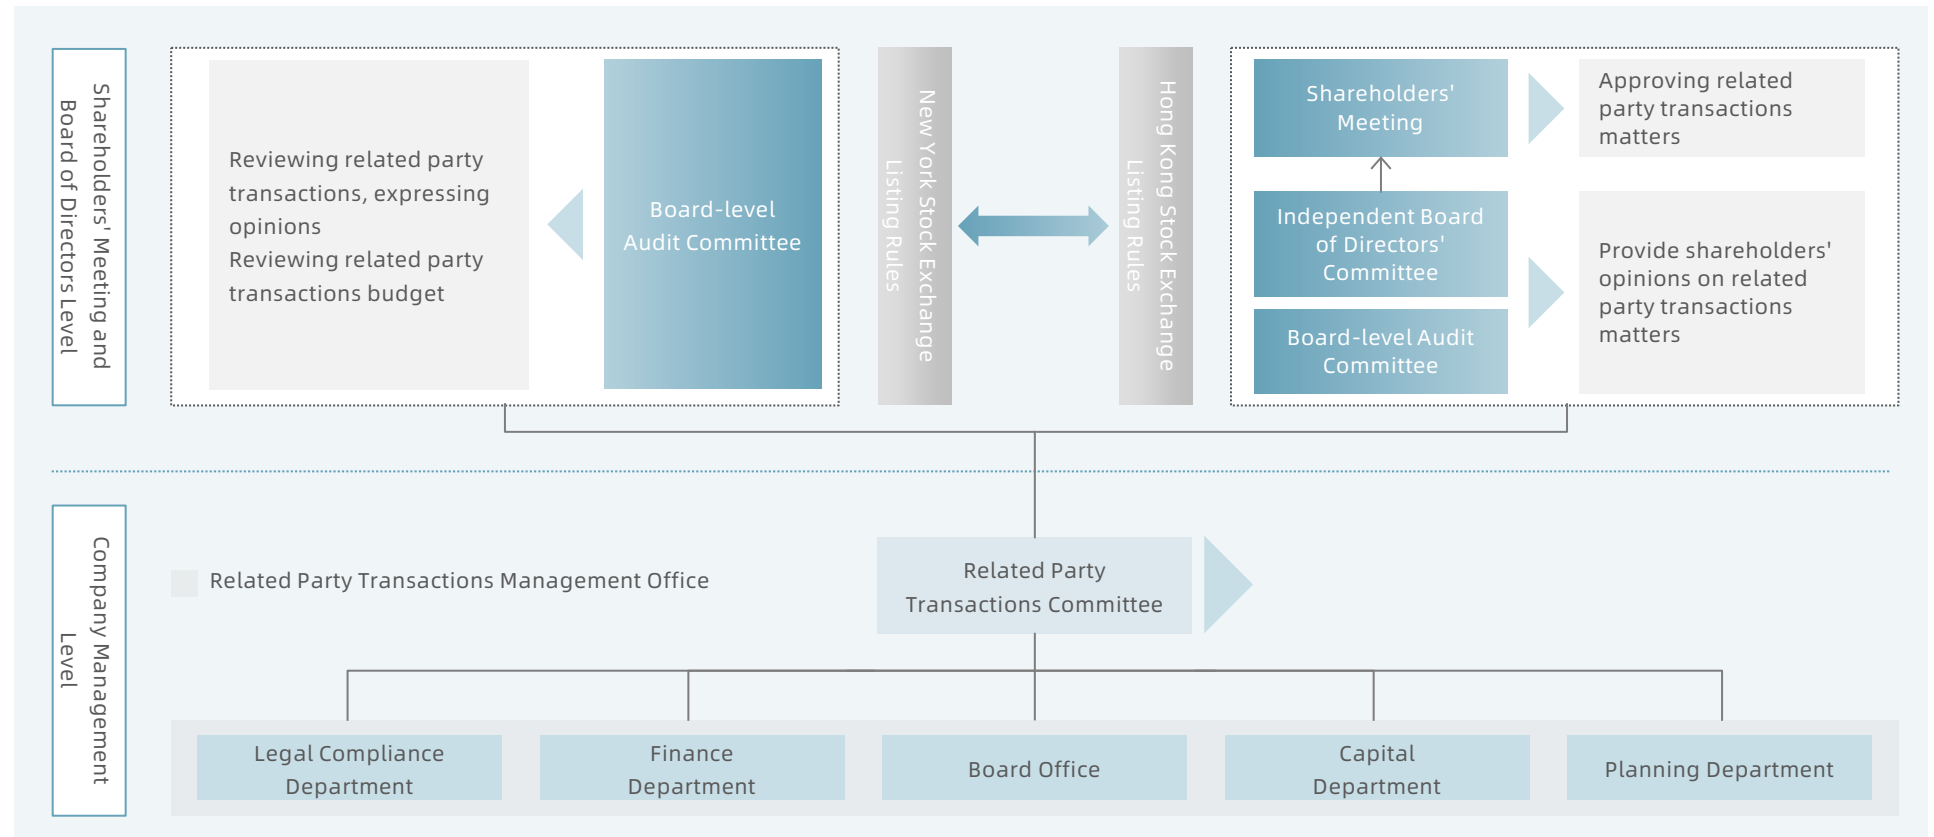 Shareholders' Meeting and
Board of Directors Level
Reviewing related party
transactions, expressing
opinions
Reviewing related party
transactions budget
Board-level
Audit Committee
New York Stock Exchange
Listing Rules
Hong Kong Stock Exchange
Listing Rules
Shareholders'
Meeting
Approving related
party transactions
matters
Independent Board
of Directors'
Committee
Board-level Audit
Committee
Provide shareholders'
opinions on related
party transactions
matters
Company Management
Level
Related Party Transactions Management Office
Related Party
Transactions Committee
Legal Compliance
Department
Finance
Department
Board Office
Capital
Department
Planning Department